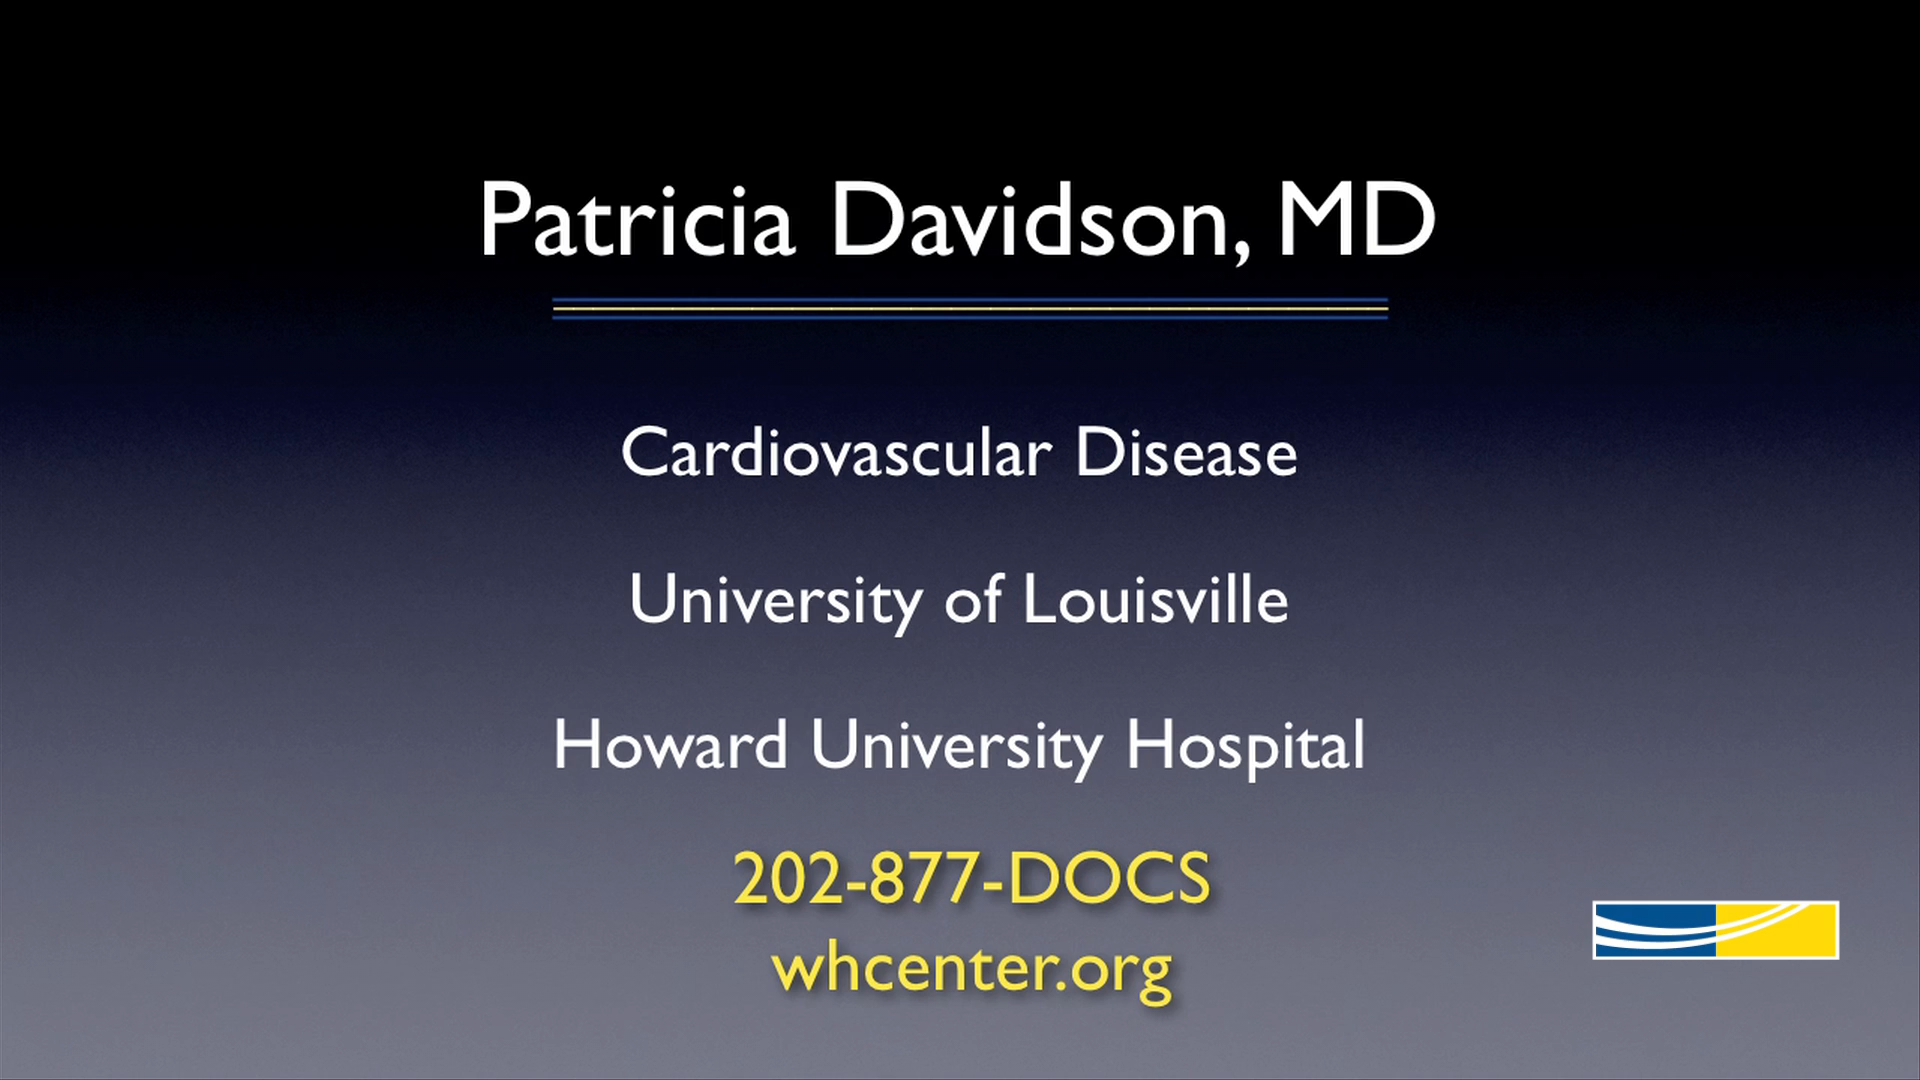 Patricia Davidson, MD
Cardiovascular Disease
University of Louisville
Howard University Hospital
202-877-DOCS
whcenter.org